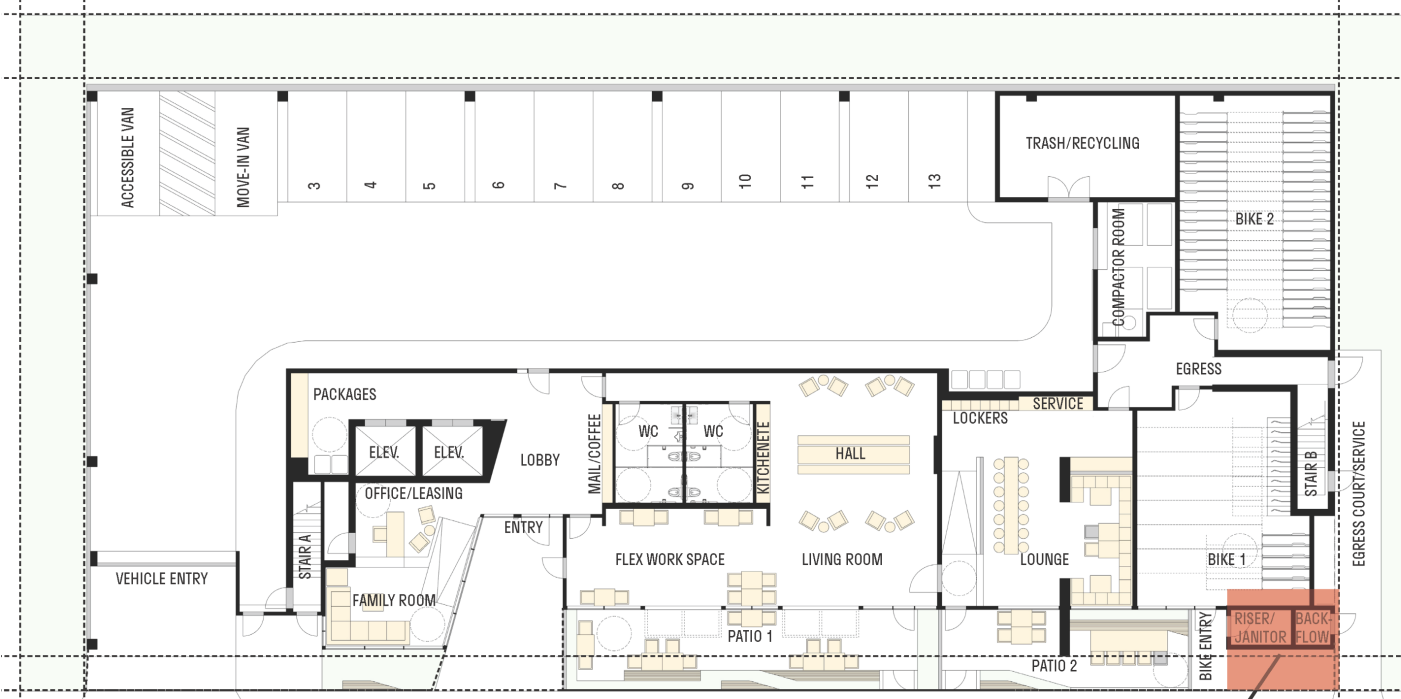 ACCESSIBLE VAN
MOVE-IN VAN
3
4
5
6
7
8
9
10
11
12
13
TRASH/RECYCLING
BIKE 2
COMPACTOR ROOM
EGRESS
PACKAGES
ELEV.
ELEV.
LOBBY
MAIL/COFFEE
WC
WC
KITCHENETE
HALL
LOCKERS
SERVICE
STAIR B
EGRESS COURT/SERVICE
OFFICE/LEASING
ENTRY
STAIR A
VEHICLE ENTRY
FAMILY ROOM
FLEX WORK SPACE
LIVING ROOM
LOUNGE
BIKE 1
PATIO 1
PATIO 2
BIKE ENTRY
RISER/
JANITOR
BACK-
FLOW